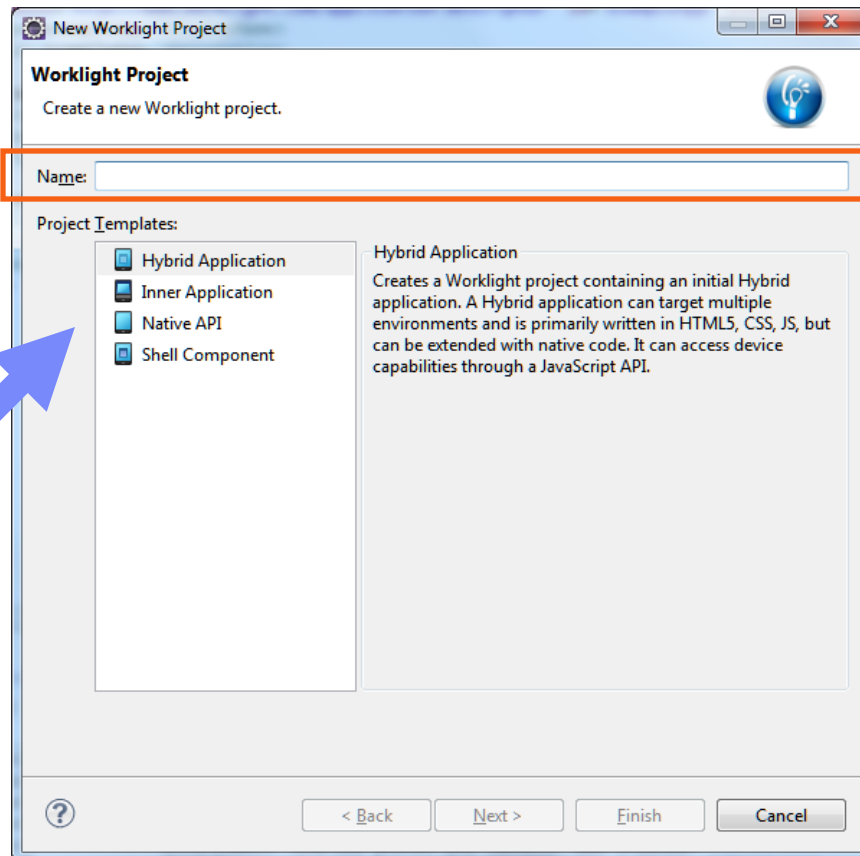 New Worklight Project
Worklight Project
Create a new Worklight project.
Name:
Project Templates:
Hybrid Application
Inner Application
Native API
Shell Component
Hybrid Application
Creates a Worklight project containing an initial Hybrid
application. A Hybrid application can target multiple
environments and is primarily written in HTML5, CSS, JS, but
can be extended with native code. It can access device
capabilities through a JavaScript API.
< Back
Next >
Finish
Cancel